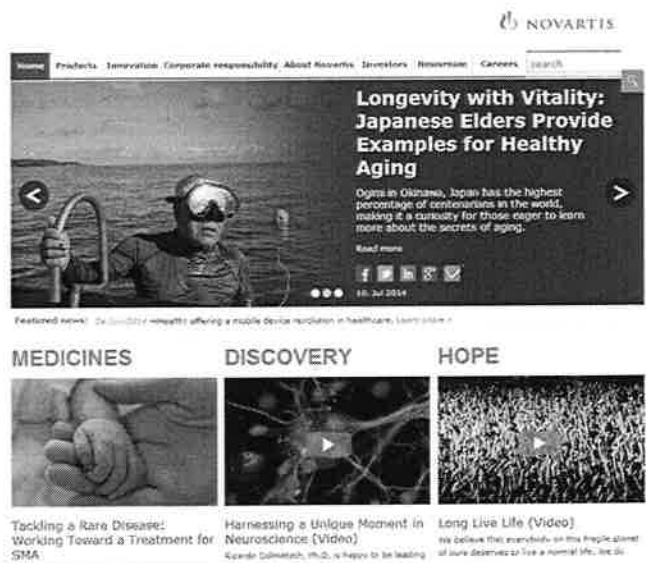 NOVARTIS
Home Products Innovation Corporate responsibility About Novartis Investors Newsroom Careers search
Longevity with Vitality:
Japanese Elders Provide
Examples for Healthy
Aging
Ogimi in Okinawa, Japan has the highest
percentage of centenarians in the world,
making it a curiosity for those eager to learn
more about the secrets of aging.
Read more
10. Jul 2014
Featured news: mHealth: offering a mobile device revolution in healthcare. Learn more >
MEDICINES DISCOVERY HOPE
Tackling a Rare Disease:
Working Toward a Treatment for
SMA
Harnessing a Unique Moment in
Neuroscience (Video)
Ricardo Dolmetsch, Ph.D. is happy to be leading
Long Live Life (Video)
We believe that everybody on this fragile planet
of ours deserves to live a normal life. We do